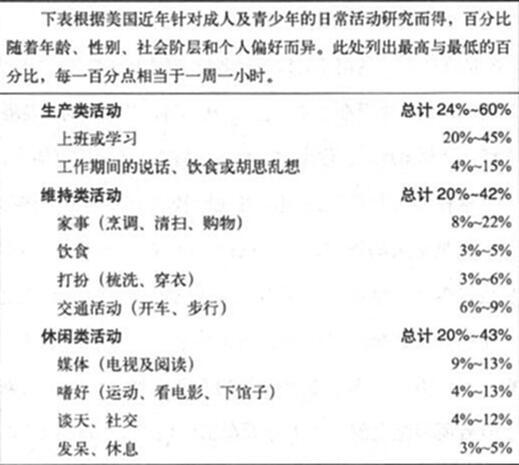 下表根据美国近年针对成人及青少年的日常活动研究而得，百分比
随着年龄、性别、社会阶层和个人偏好而异。此处列出最高与最低的百
分比，每一百分点相当于一周一小时。
生产类活动 总计 24%~60%
上班或学习 20%~45%
工作期间的说话、饮食或胡思乱想 4%~15%
维持类活动 总计 20%~42%
家事（烹调、清扫、购物） 8%~22%
饮食 3%~5%
打扮（梳洗、穿衣） 3%~6%
交通活动（开车、步行） 6%~9%
休闲类活动 总计20%~43%
媒体（电视及阅读） 9%~13%
嗜好（运动、看电影、下馆子） 4%~13%
谈天、社交 4%~12%
发呆、休息 3%~5%